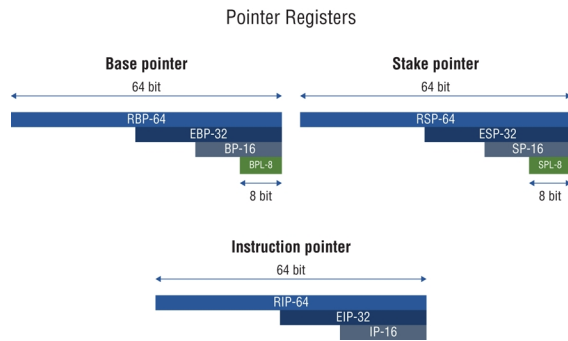 Pointer Registers
Base pointer
64 bit
RBP-64
EBP-32
BP-16
BPL-8
8 bit
Stake pointer
64 bit
RSP-64
ESP-32
SP-16
SPL-8
8 bit
Instruction pointer
64 bit
RIP-64
EIP-32
IP-16